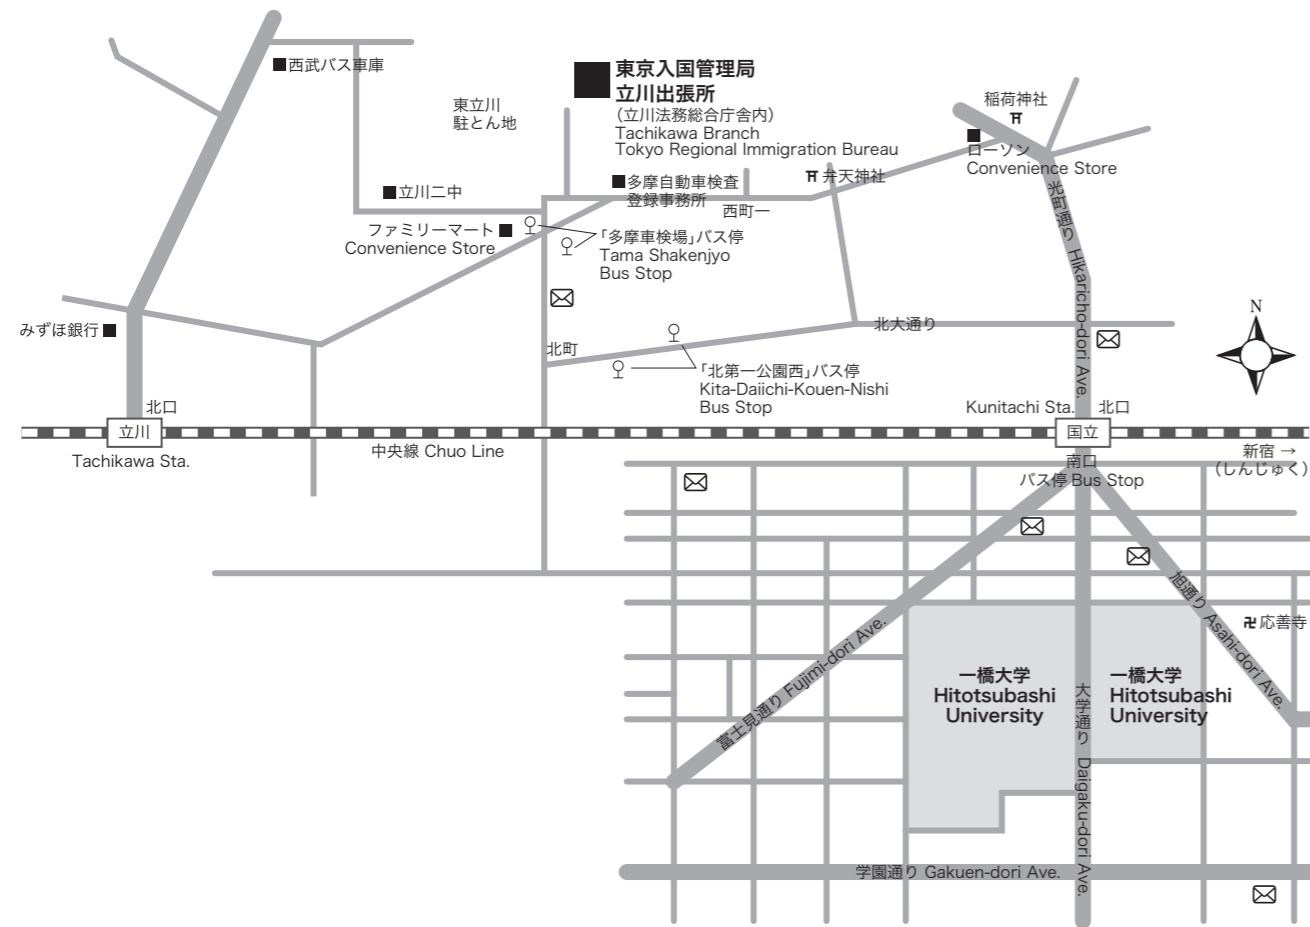 西武バス車庫
東立川
駐とん地
東京入国管理局
立川出張所
（立川法務総合庁舎内）
Tachikawa Branch
Tokyo Regional Immigration Bureau
稲荷神社
ローソン
Convenience Store
立川二中
多摩自動車検査
登録事務所
西町一
弁天神社
ファミリーマート
Convenience Store
「多摩車検場」バス停
Tama Shakenjyo
Bus Stop
光町通り Hikaricho-dori Ave.
みずほ銀行
北町
北大通り
「北第一公園西」バス停
Kita-Daiichi-Kouen-Nishi
Bus Stop
N
北口
立川
Tachikawa Sta.
中央線 Chuo Line
Kunitachi Sta.
北口
国立
南口
バス停 Bus Stop
新宿 →
（しんじゅく）
富士見通り Fujimi-dori Ave.
旭通り Asahi-dori Ave.
応善寺
一橋大学
Hitotsubashi
University
一橋大学
Hitotsubashi
University
大学通り Daigaku-dori Ave.
学園通り Gakuen-dori Ave.